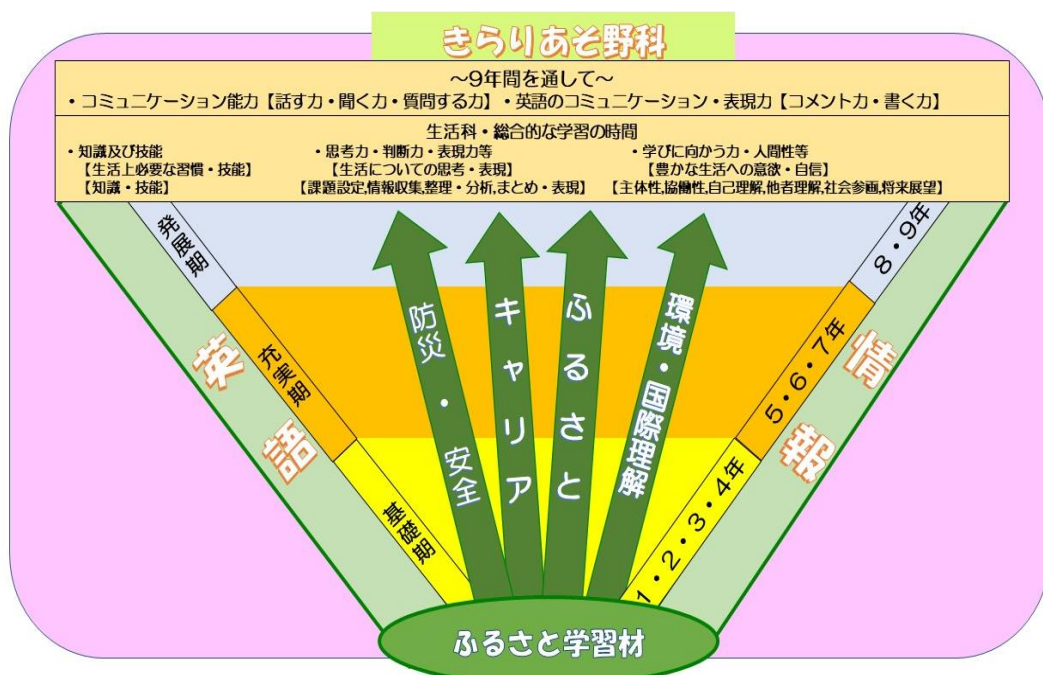 きらりあそ野科
～9年間を通して～
・コミュニケーション能力【話す力・聞く力・質問する力】・英語のコミュニケーション・表現力【コメント力・書く力】
生活科・総合的な学習の時間
・知識及び技能
【生活上必要な習慣・技能】
【知識・技能】
・思考力・判断力・表現力等
【生活についての思考・表現】
【課題設定,情報収集,整理・分析,まとめ・表現】
・学びに向かう力・人間性等
【豊かな生活への意欲・自信】
【主体性,協働性,自己理解,他者理解,社会参画,将来展望】
発展期
充実期
基礎期
英語
防災・安全
キャリア
ふるさと
環境・国際理解
8・9年
5・6・7年
1・2・3・4年
情報
ふるさと学習材